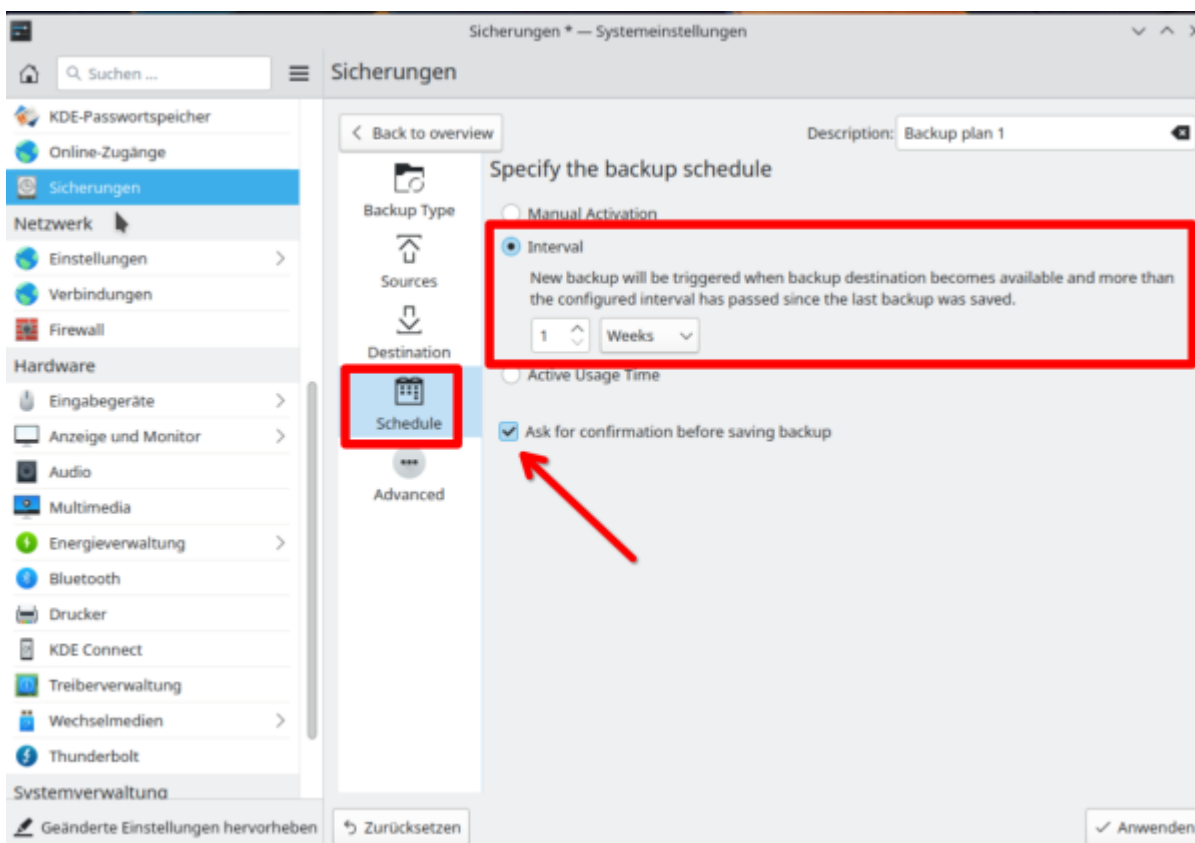 Sicherungen * — Systemeinstellungen
Suchen ...
Sicherungen
KDE-Passwortspeicher
Online-Zugänge
Sicherungen
Netzwerk
Einstellungen
Verbindungen
Firewall
Hardware
Eingabegeräte
Anzeige und Monitor
Audio
Multimedia
Energieverwaltung
Bluetooth
Drucker
KDE Connect
Treiberverwaltung
Wechselmedien
Thunderbolt
Systemverwaltung
Geänderte Einstellungen hervorheben
Back to overview
Description: Backup plan 1
Backup Type
Sources
Destination
Schedule
Advanced
Specify the backup schedule
Manual Activation
Interval
New backup will be triggered when backup destination becomes available and more than
the configured interval has passed since the last backup was saved.
1 Weeks
Active Usage Time
Ask for confirmation before saving backup
Zurücksetzen
Anwenden